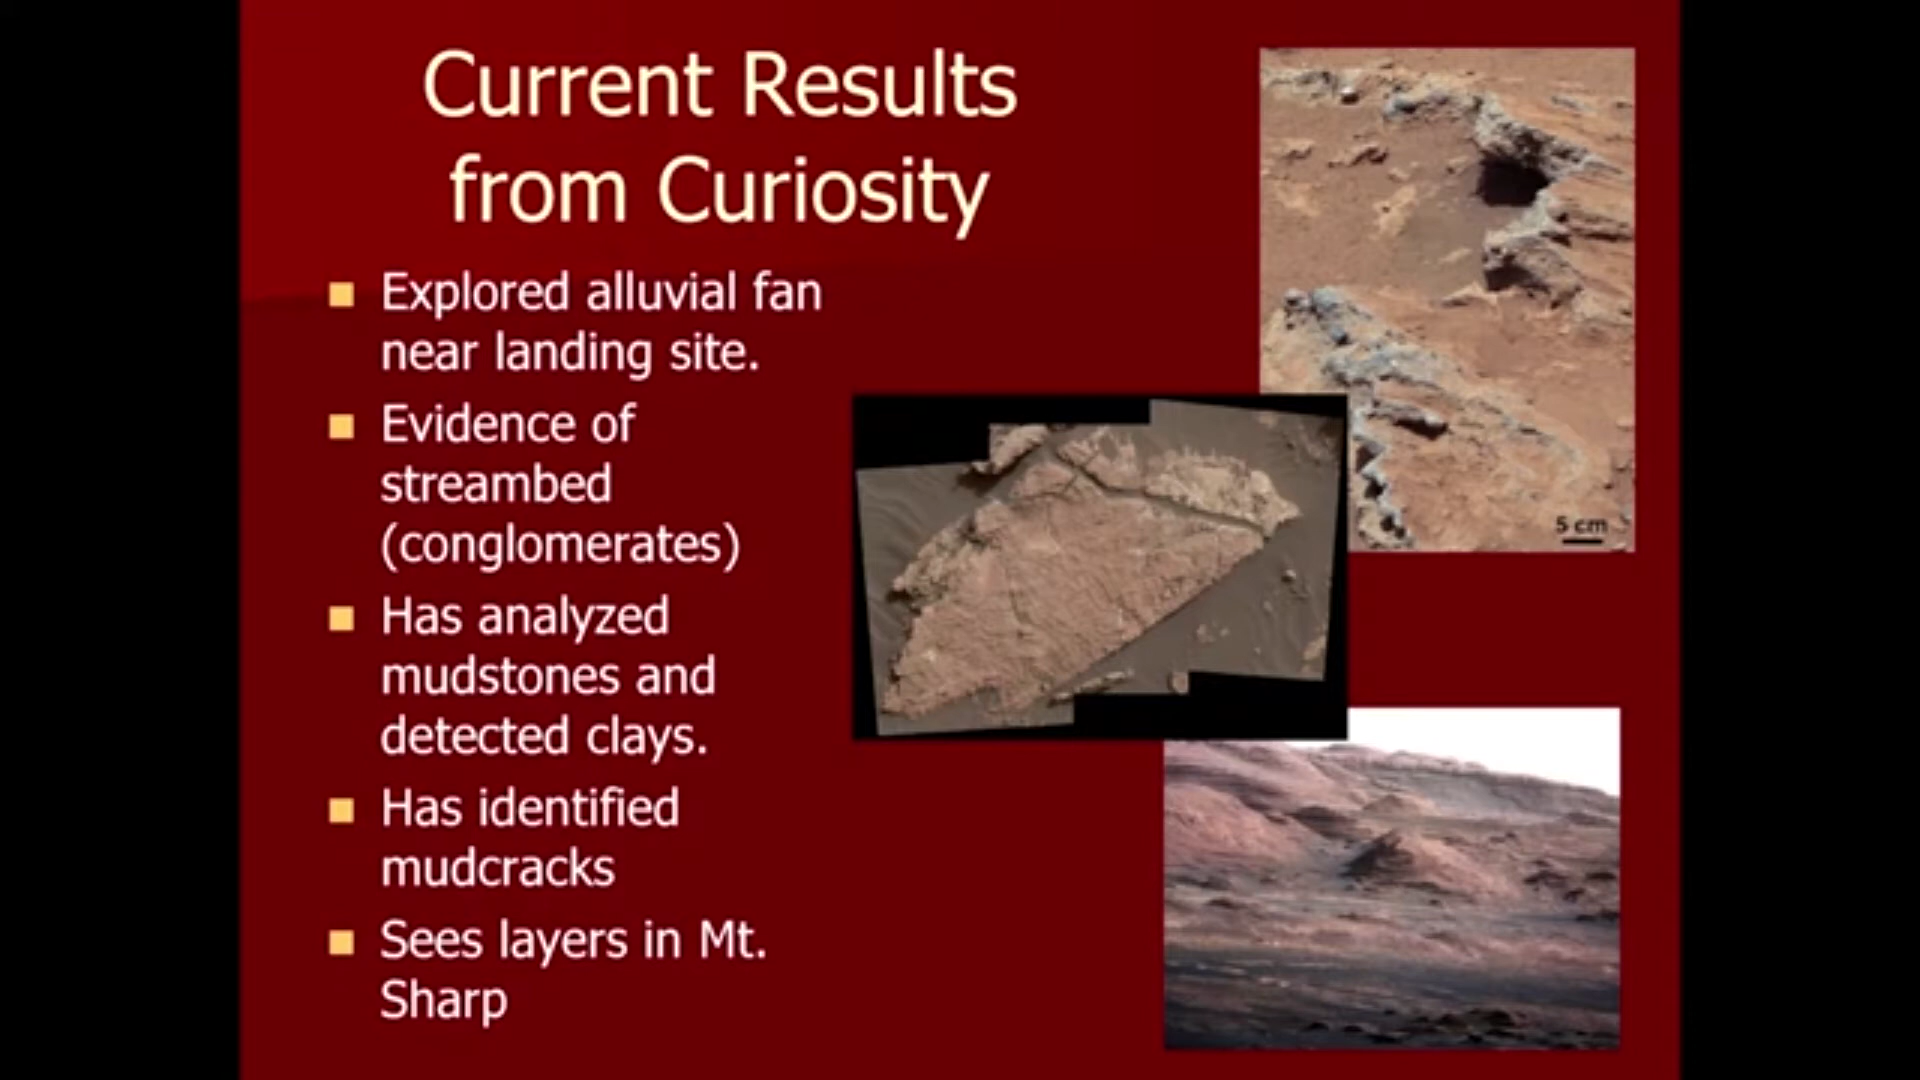 Current Results
from Curiosity
Explored alluvial fan
near landing site.
Evidence of
streambed
(conglomerates)
Has analyzed
mudstones and
detected clays.
Has identified
mudcracks
Sees layers in Mt.
Sharp
5 cm